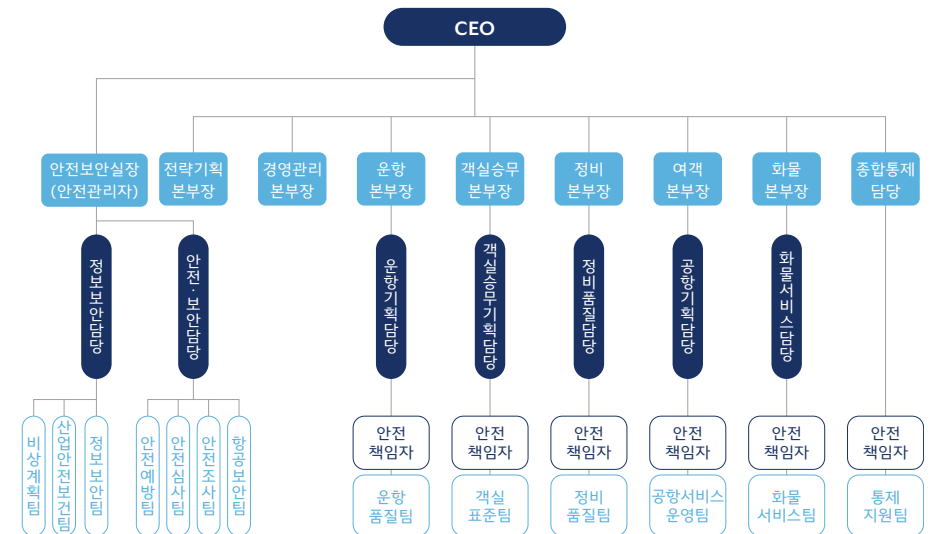 CEO
안전보안실장
(안전관리자)
전략기획
본부장
경영관리
본부장
운항
본부장
객실승무
본부장
정비
본부장
여객
본부장
화물
본부장
종합통제
담당
정보보안담당
안전·보안담당
운항기획담당
객실승무기획담당
정비품질담당
공항기획담당
화물서비스담당
비상계획팀
산업안전보건팀
정보보안팀
안전예방팀
안전심사팀
안전조사팀
항공보안팀
안전
책임자
안전
책임자
안전
책임자
안전
책임자
안전
책임자
안전
책임자
운항
품질팀
객실
표준팀
정비
품질팀
공항서비스
운영팀
화물
서비스팀
통제
지원팀